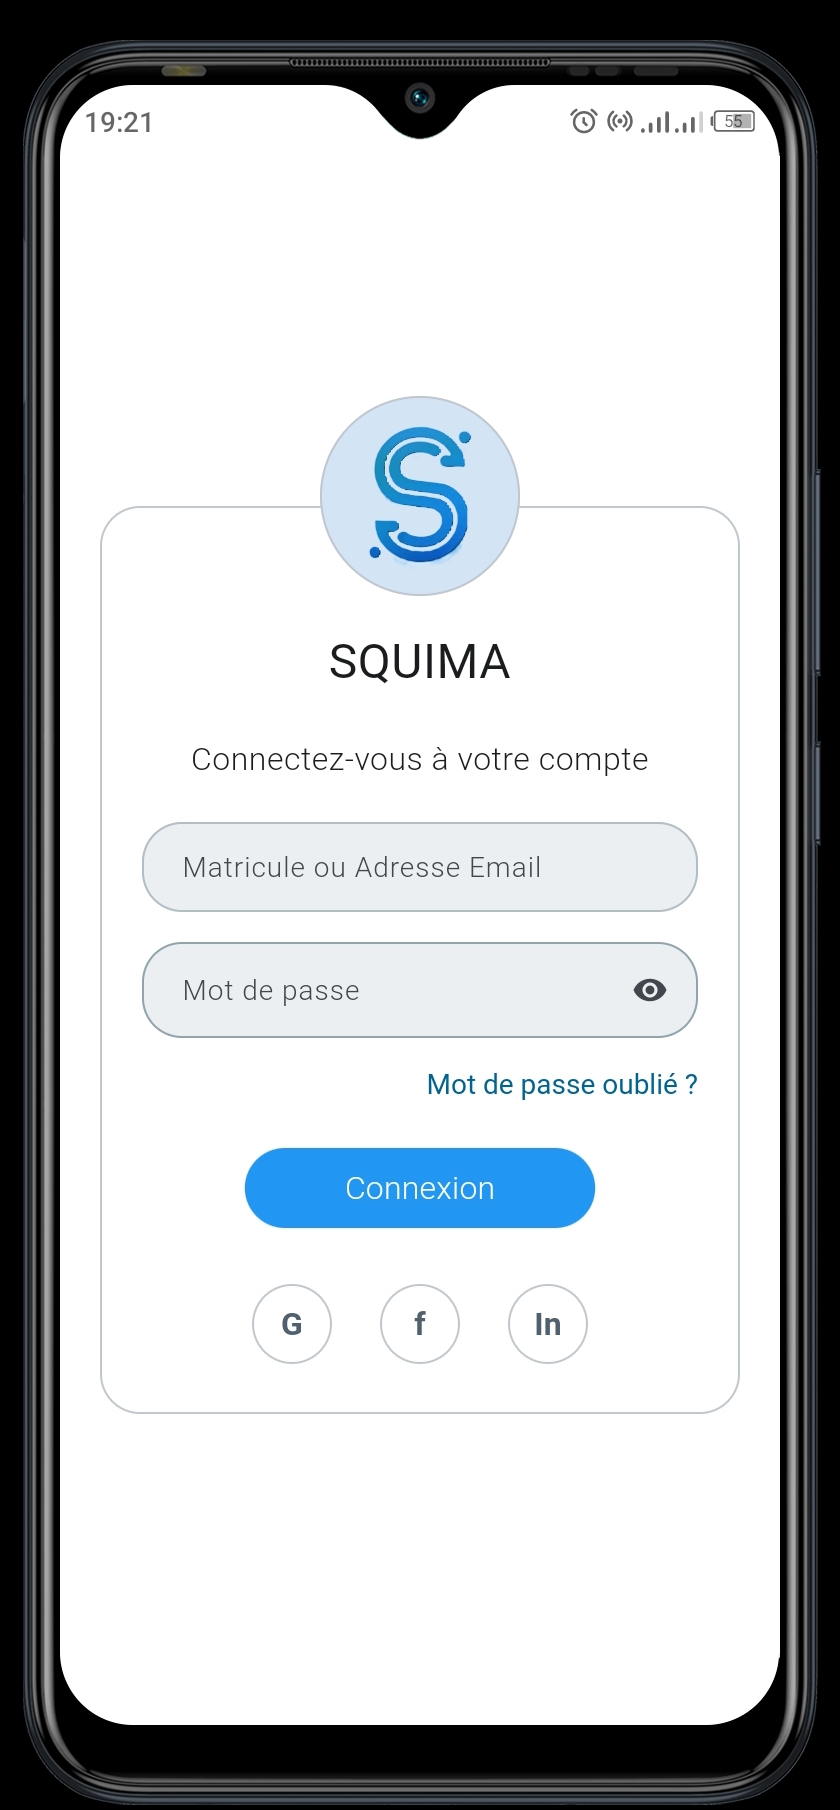 19:21
55
S
SQUIMA
Connectez-vous à votre compte
Matricule ou Adresse Email
Mot de passe
Mot de passe oublié ?
Connexion
G f In